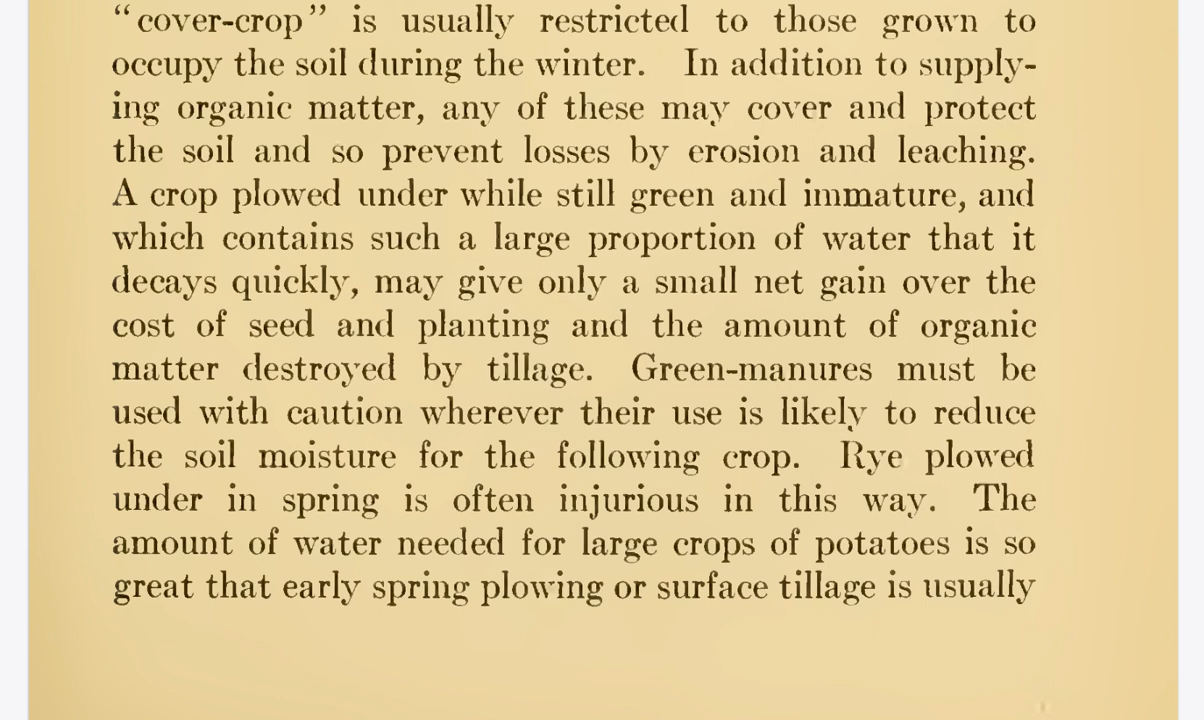 “cover-crop” is usually restricted to those grown to
occupy the soil during the winter. In addition to supply-
ing organic matter, any of these may cover and protect
the soil and so prevent losses by erosion and leaching.
A crop plowed under while still green and immature, and
which contains such a large proportion of water that it
decays quickly, may give only a small net gain over the
cost of seed and planting and the amount of organic
matter destroyed by tillage. Green-manures must be
used with caution wherever their use is likely to reduce
the soil moisture for the following crop. Rye plowed
under in spring is often injurious in this way. The
amount of water needed for large crops of potatoes is so
great that early spring plowing or surface tillage is usually